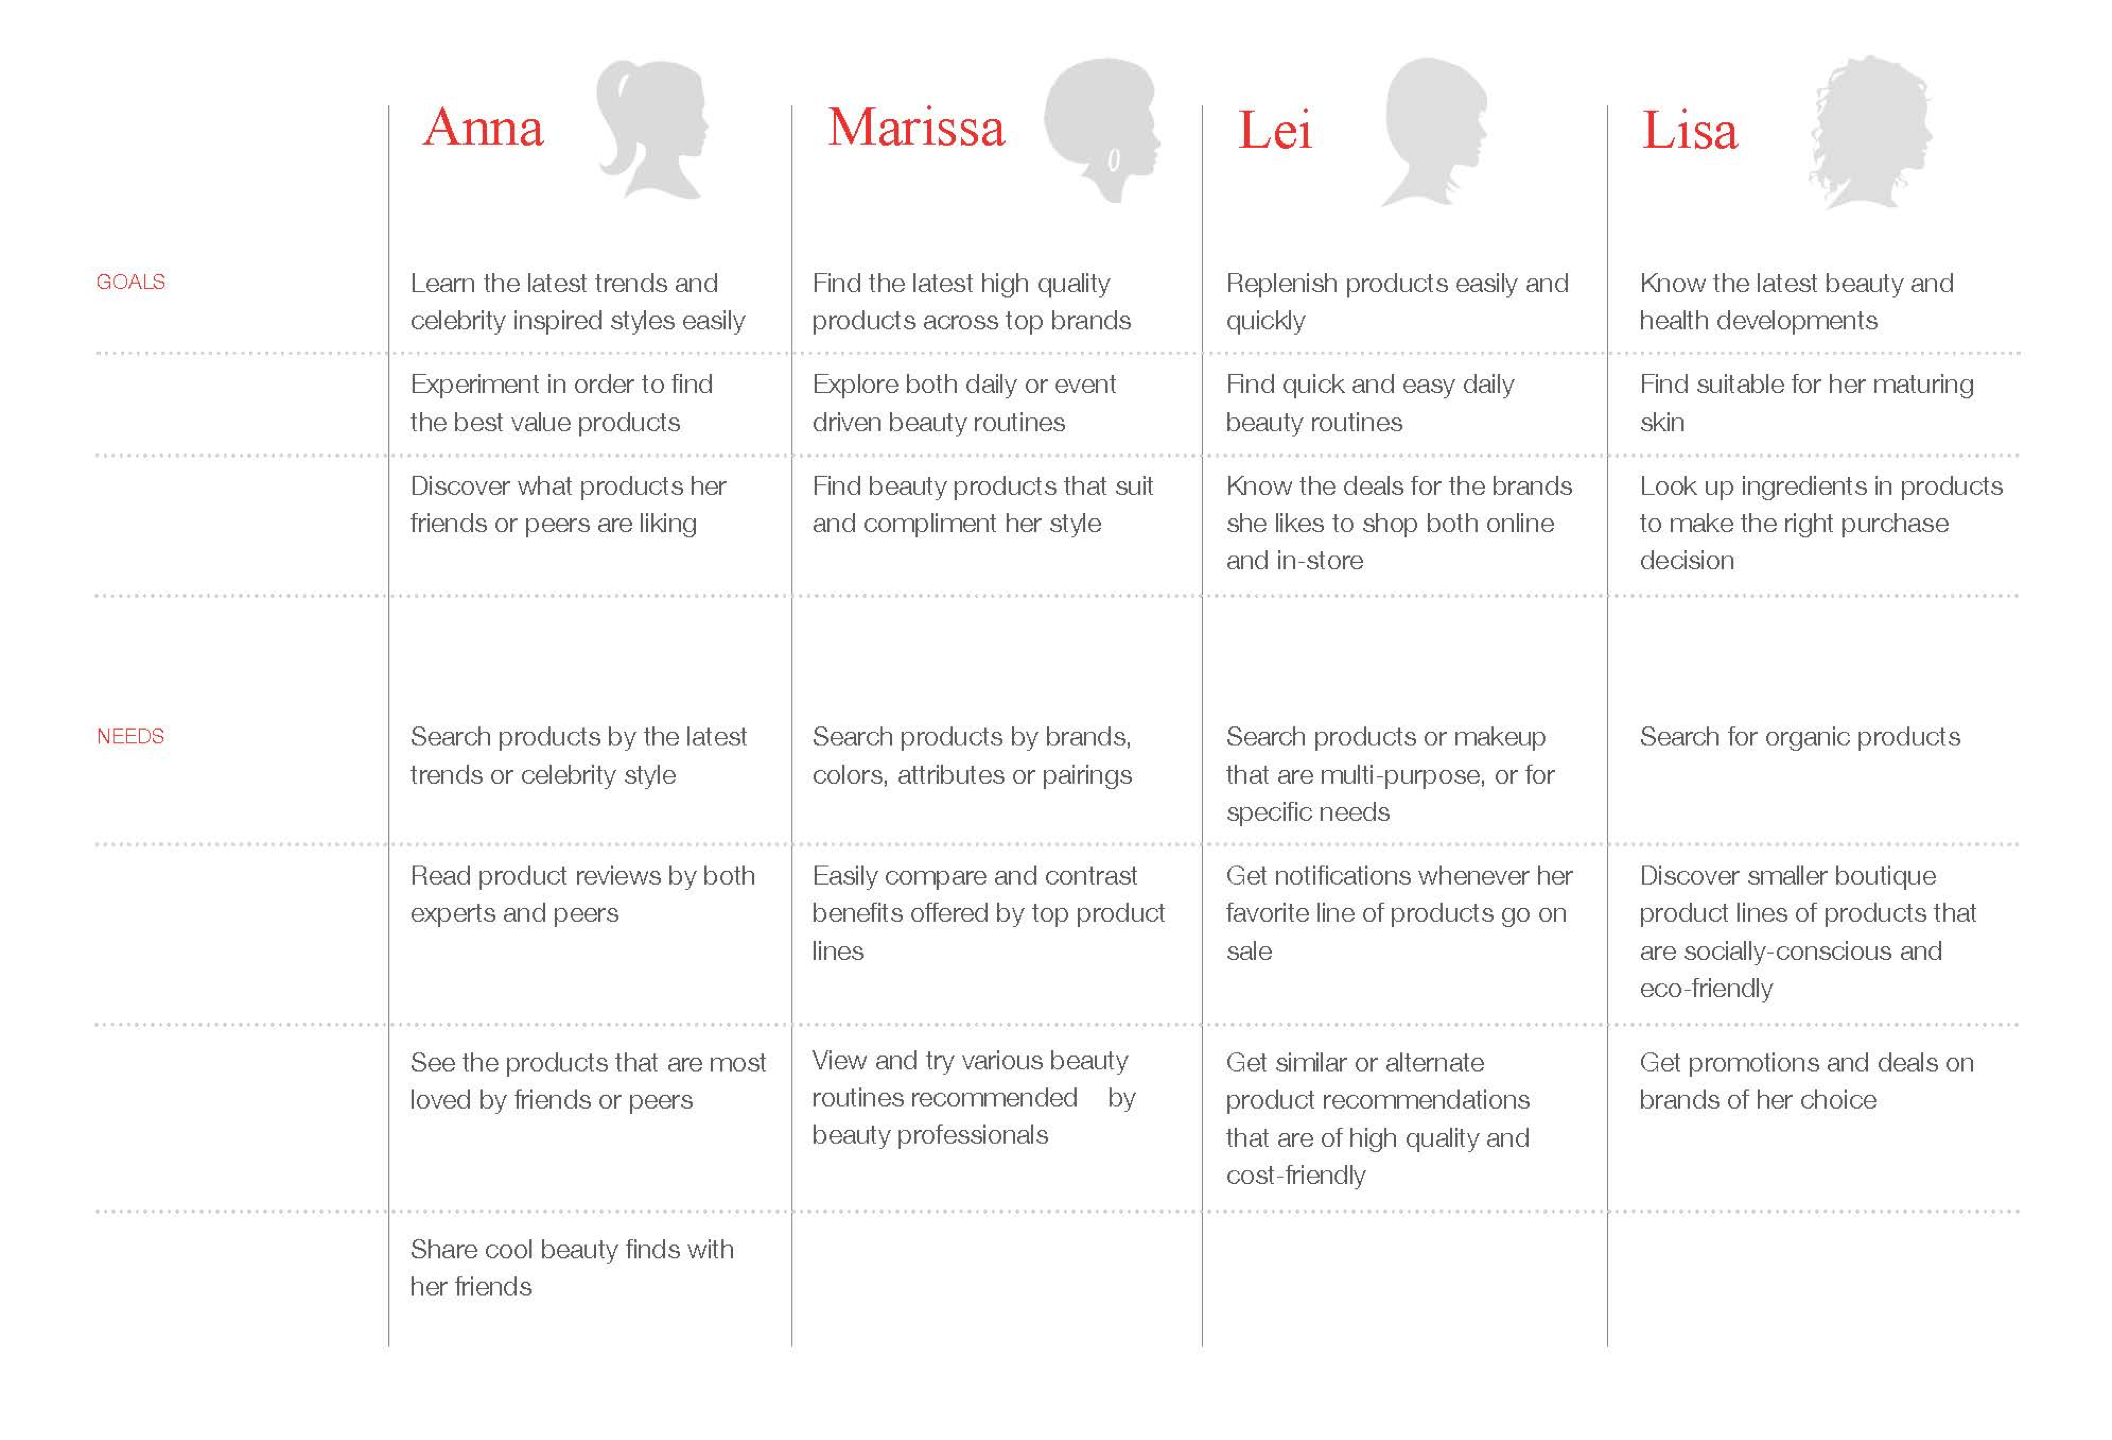 Anna
Marissa
Lei
Lisa
GOALS
Learn the latest trends and
celebrity inspired styles easily
Find the latest high quality
products across top brands
Replenish products easily and
quickly
Know the latest beauty and
health developments
Experiment in order to find
the best value products
Explore both daily or event
driven beauty routines
Find quick and easy daily
beauty routines
Find suitable for her maturing
skin
Discover what products her
friends or peers are liking
Find beauty products that suit
and compliment her style
Know the deals for the brands
she likes to shop both online
and in-store
Look up ingredients in products
to make the right purchase
decision
NEEDS
Search products by the latest
trends or celebrity style
Search products by brands,
colors, attributes or pairings
Search products or makeup
that are multi-purpose, or for
specific needs
Search for organic products
Read product reviews by both
experts and peers
Easily compare and contrast
benefits offered by top product
lines
Get notifications whenever her
favorite line of products go on
sale
Discover smaller boutique
product lines of products that
are socially-conscious and
eco-friendly
See the products that are most
loved by friends or peers
View and try various beauty
routines recommended by
beauty professionals
Get similar or alternate
product recommendations
that are of high quality and
cost-friendly
Get promotions and deals on
brands of her choice
Share cool beauty finds with
her friends